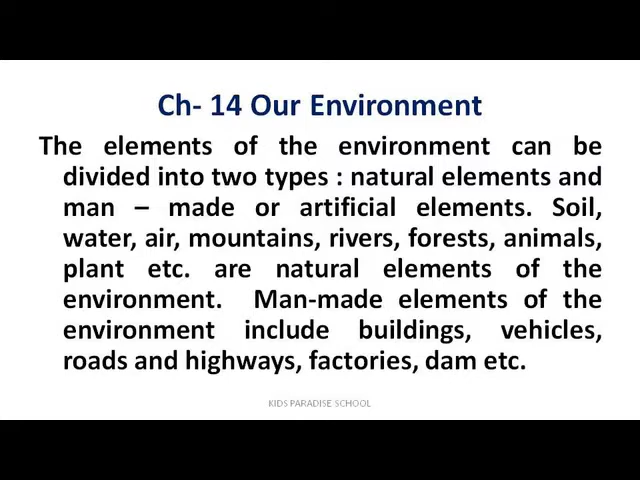 Ch- 14 Our Environment
The elements of the environment can be
divided into two types : natural elements and
man – made or artificial elements. Soil,
water, air, mountains, rivers, forests, animals,
plant etc. are natural elements of the
environment. Man-made elements of the
environment include buildings, vehicles,
roads and highways, factories, dam etc.
KIDS PARADISE SCHOOL